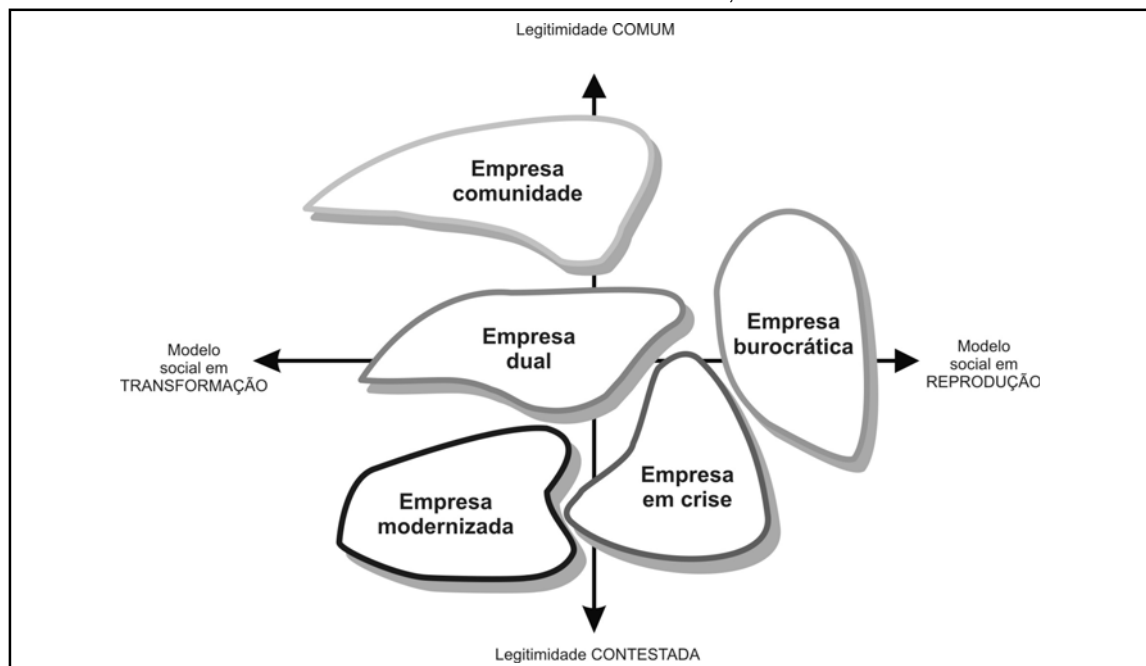 Legitimidade COMUM
Empresa
comunidade
Empresa
burocrática
Empresa
dual
Modelo
social em
TRANSFORMAÇÃO
Modelo
social em
REPRODUÇÃO
Empresa
em crise
Empresa
modernizada
Legitimidade CONTESTADA